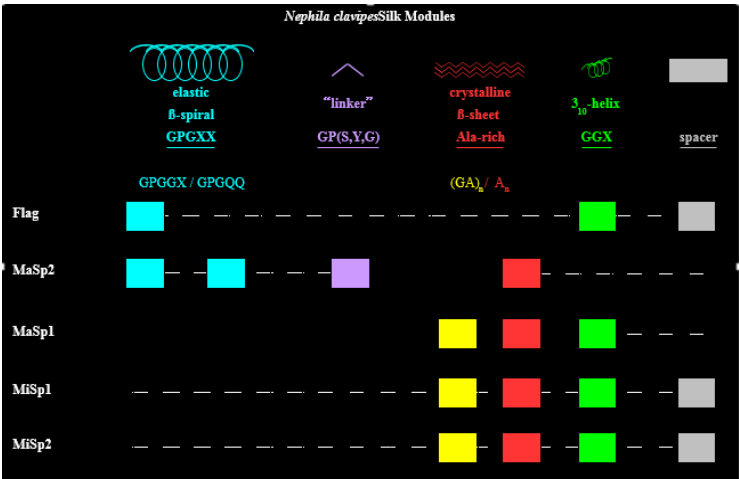 Nephila clavipesSilk Modules
elastic
ß-spiral
GPGXX
"linker"
GP(S,Y,G)
crystalline
ß-sheet
Ala-rich
3₁₀-helix
GGX
spacer
GPGGX / GPGQQ
(GA)ₙ/ Aₙ
Flag
MaSp2
MaSp1
MiSp1
MiSp2